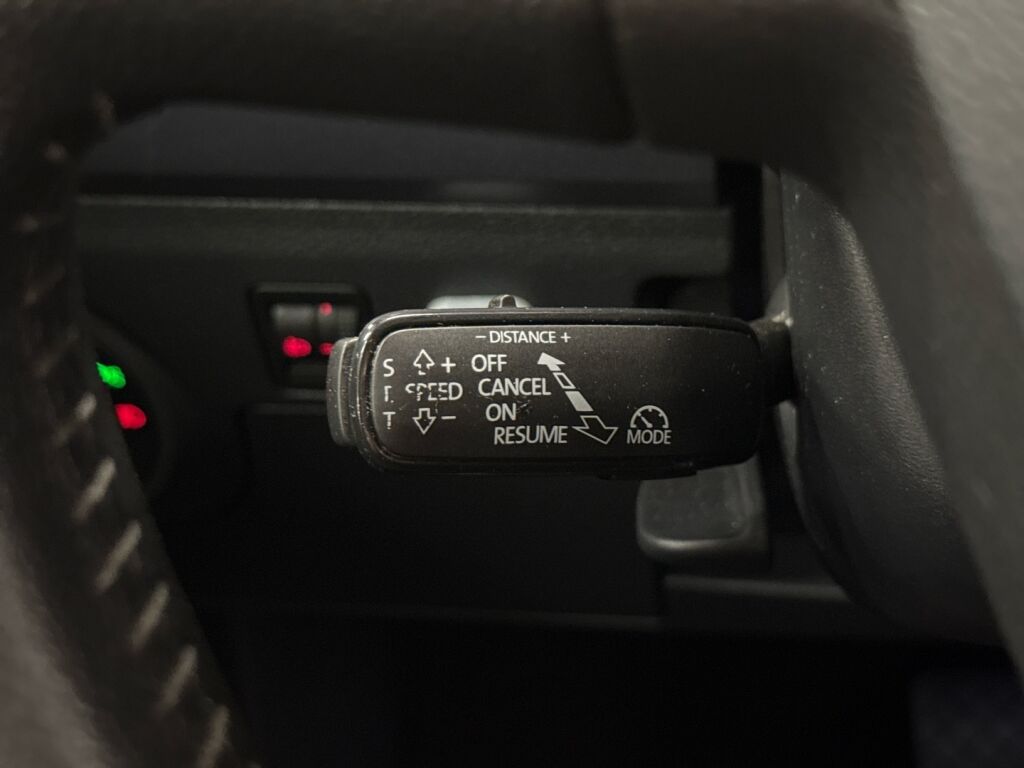 - DISTANCE +
S + OFF
SPEED CANCEL
T - ON
RESUME MODE